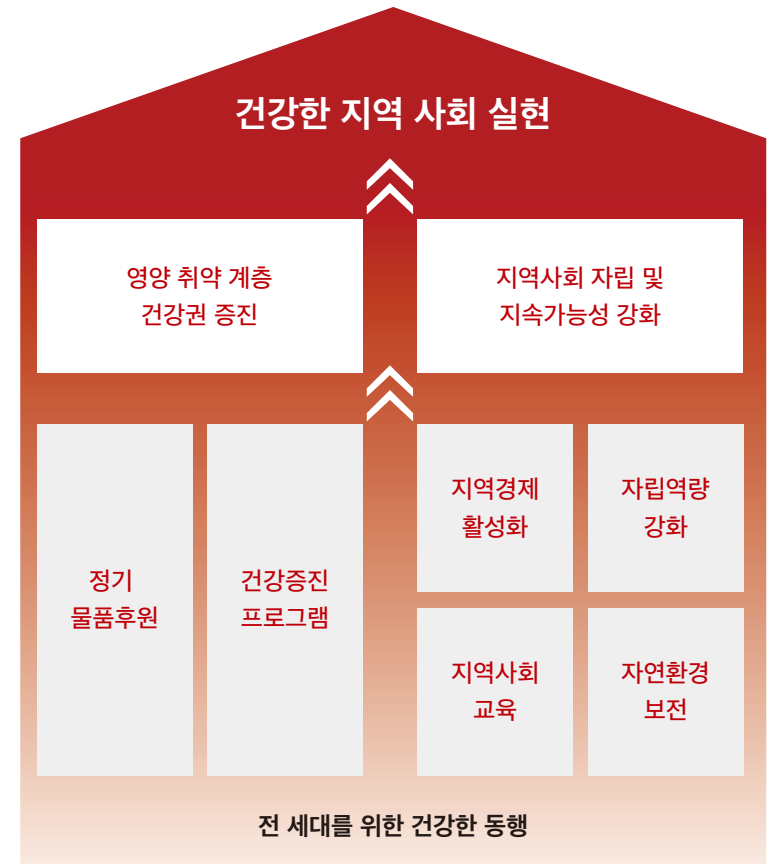 건강한 지역 사회 실현
영양 취약 계층
건강권 증진
지역사회 자립 및
지속가능성 강화
정기
물품후원
건강증진
프로그램
지역경제
활성화
자립역량
강화
지역사회
교육
자연환경
보전
전 세대를 위한 건강한 동행